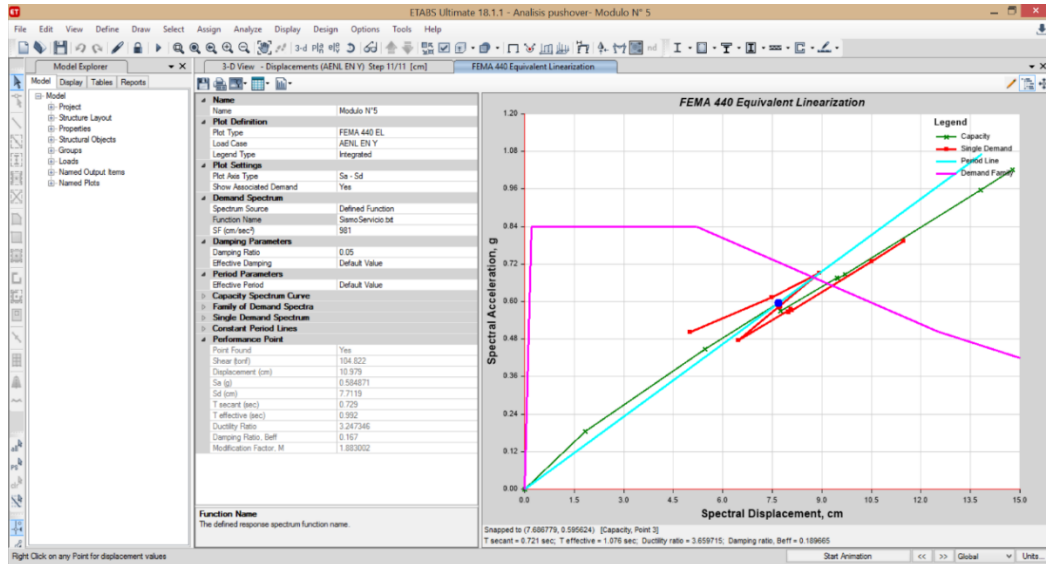 ETABS Ultimate 18.1.1 - Analisis pushover- Modulo N° 5
File Edit View Define Draw Select Assign Analyze Display Design Options Tools Help
Model Explorer
3-D View - Displacements (AENL EN Y) Step 11/11 [cm]
FEMA 440 Equivalent Linearization
Model Display Tables Reports
Model
Project
Structure Layout
Properties
Structural Objects
Groups
Loads
Named Output Items
Named Plots
Name
Name Modulo N°5
Plot Definition
Plot Type FEMA 440 EL
Load Case AENL EN Y
Legend Type Integrated
Plot Settings
Plot Axis Type Sa - Sd
Show Associated Demand Yes
Demand Spectrum
Spectrum Source Defined Function
Function Name SismoServicio.txt
SF (cm/sec²) 981
Damping Parameters
Damping Ratio 0.05
Effective Damping Default Value
Period Parameters
Effective Period Default Value
Capacity Spectrum Curve
Family of Demand Spectra
Single Demand Spectrum
Constant Period Lines
Performance Point
Point Found Yes
Shear (tonf) 104.822
Displacement (cm) 10.979
Sa (g) 0.584871
Sd (cm) 7.7119
T secant (sec) 0.729
T effective (sec) 0.992
Ductility Ratio 3.247346
Damping Ratio, Beff 0.167
Modification Factor, M 1.883002
Function Name
The defined response spectrum function name.
FEMA 440 Equivalent Linearization
Legend
Capacity
Single Demand
Period Line
Demand Family
Spectral Acceleration, g
1.20
1.08
0.96
0.84
0.72
0.60
0.48
0.36
0.24
0.12
0.00
0.0 1.5 3.0 4.5 6.0 7.5 9.0 10.5 12.0 13.5 15.0
Spectral Displacement, cm
Snapped to (7.686779, 0.595624) [Capacity, Point 3]
T secant = 0.721 sec; T effective = 1.076 sec; Ductility ratio = 3.659715; Damping ratio, Beff = 0.189665
Right Click on any Point for displacement values
Start Animation << >> Global Units...